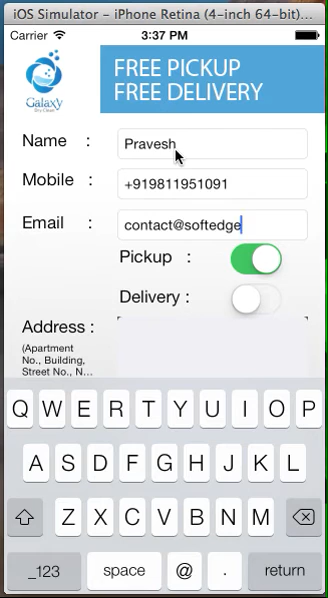 iOS Simulator - iPhone Retina (4-inch 64-bit)...
Carrier 3:37 PM
Galaxy
FREE PICKUP
FREE DELIVERY
Name :
Pravesh
Mobile :
+919811951091
Email :
contact@softedge
Pickup :
Delivery :
Address :
(Apartment
No., Building,
Street No., N...
Q W E R T Y U I O P
A S D F G H J K L
Z X C V B N M
_123 space @ . return